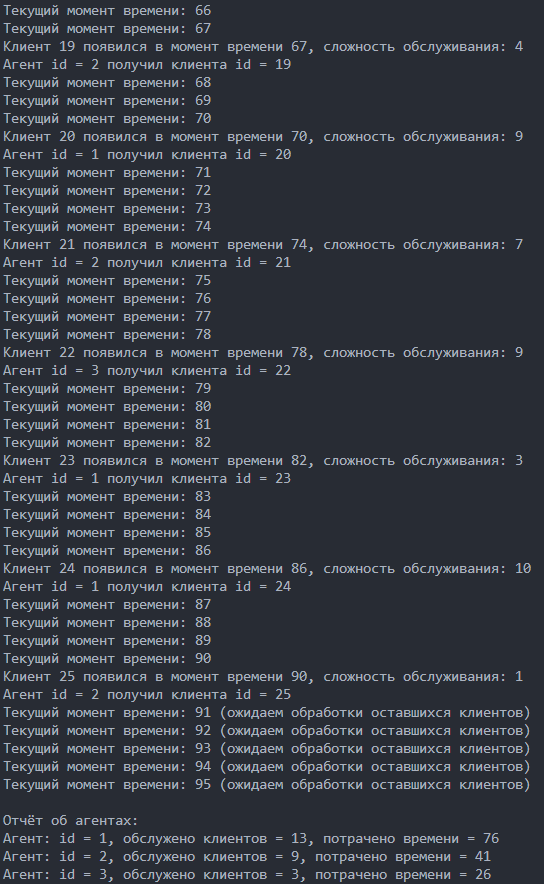 Текущий момент времени: 66
Текущий момент времени: 67
Клиент 19 появился в момент времени 67, сложность обслуживания: 4
Агент id = 2 получил клиента id = 19
Текущий момент времени: 68
Текущий момент времени: 69
Текущий момент времени: 70
Клиент 20 появился в момент времени 70, сложность обслуживания: 9
Агент id = 1 получил клиента id = 20
Текущий момент времени: 71
Текущий момент времени: 72
Текущий момент времени: 73
Текущий момент времени: 74
Клиент 21 появился в момент времени 74, сложность обслуживания: 7
Агент id = 2 получил клиента id = 21
Текущий момент времени: 75
Текущий момент времени: 76
Текущий момент времени: 77
Текущий момент времени: 78
Клиент 22 появился в момент времени 78, сложность обслуживания: 9
Агент id = 3 получил клиента id = 22
Текущий момент времени: 79
Текущий момент времени: 80
Текущий момент времени: 81
Текущий момент времени: 82
Клиент 23 появился в момент времени 82, сложность обслуживания: 3
Агент id = 1 получил клиента id = 23
Текущий момент времени: 83
Текущий момент времени: 84
Текущий момент времени: 85
Текущий момент времени: 86
Клиент 24 появился в момент времени 86, сложность обслуживания: 10
Агент id = 1 получил клиента id = 24
Текущий момент времени: 87
Текущий момент времени: 88
Текущий момент времени: 89
Текущий момент времени: 90
Клиент 25 появился в момент времени 90, сложность обслуживания: 1
Агент id = 2 получил клиента id = 25
Текущий момент времени: 91 (ожидаем обработки оставшихся клиентов)
Текущий момент времени: 92 (ожидаем обработки оставшихся клиентов)
Текущий момент времени: 93 (ожидаем обработки оставшихся клиентов)
Текущий момент времени: 94 (ожидаем обработки оставшихся клиентов)
Текущий момент времени: 95 (ожидаем обработки оставшихся клиентов)
Отчёт об агентах:
Агент: id = 1, обслужено клиентов = 13, потрачено времени = 76
Агент: id = 2, обслужено клиентов = 9, потрачено времени = 41
Агент: id = 3, обслужено клиентов = 3, потрачено времени = 26